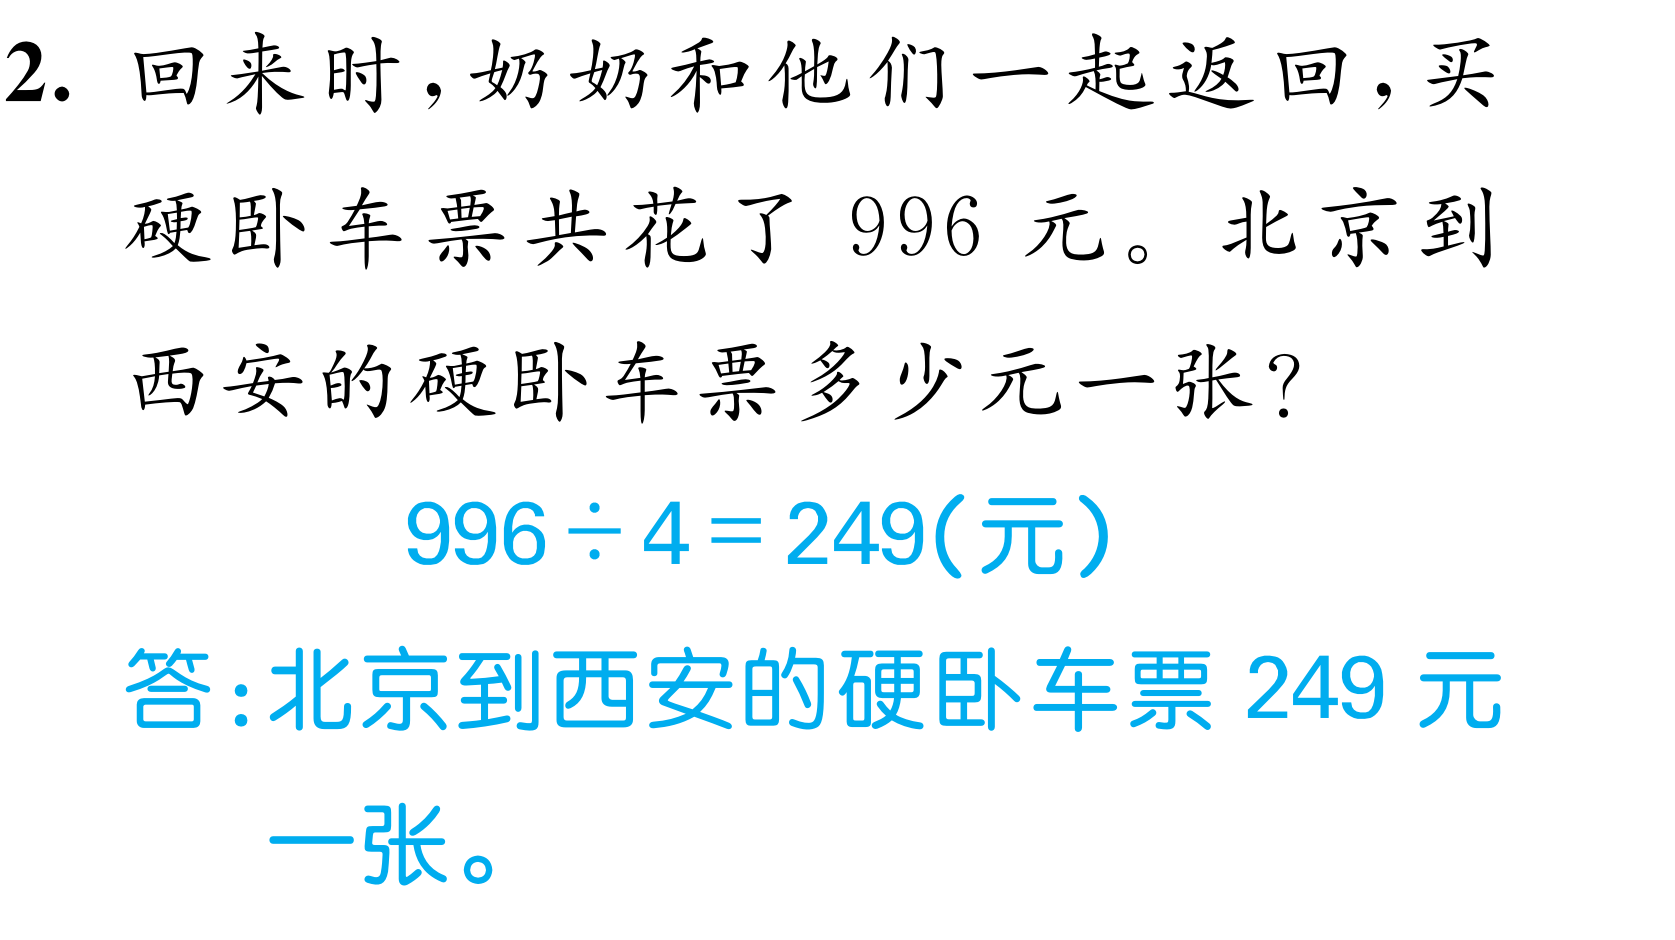 2. 回来时,奶奶和他们一起返回,买
硬卧车票共花了 996 元。北京到
西安的硬卧车票多少元一张?
996÷4=249(元)
答:北京到西安的硬卧车票 249 元
一张。